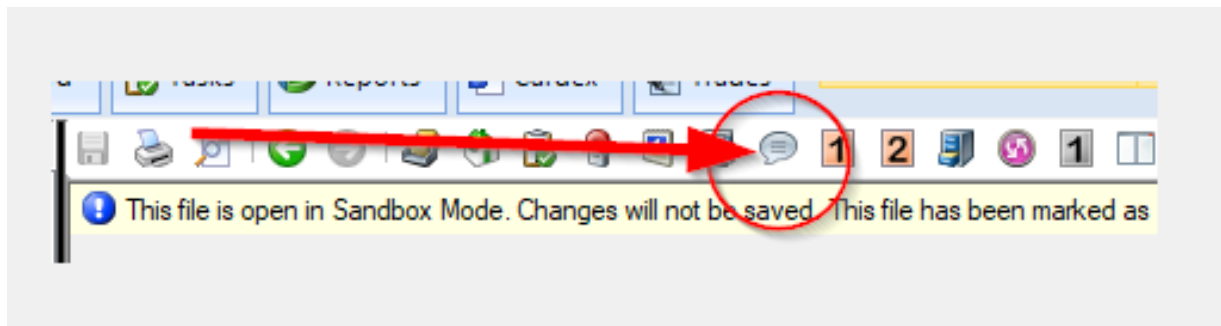 Tasks Reports Cardex Trades
1 2 1
This file is open in Sandbox Mode. Changes will not be saved. This file has been marked as